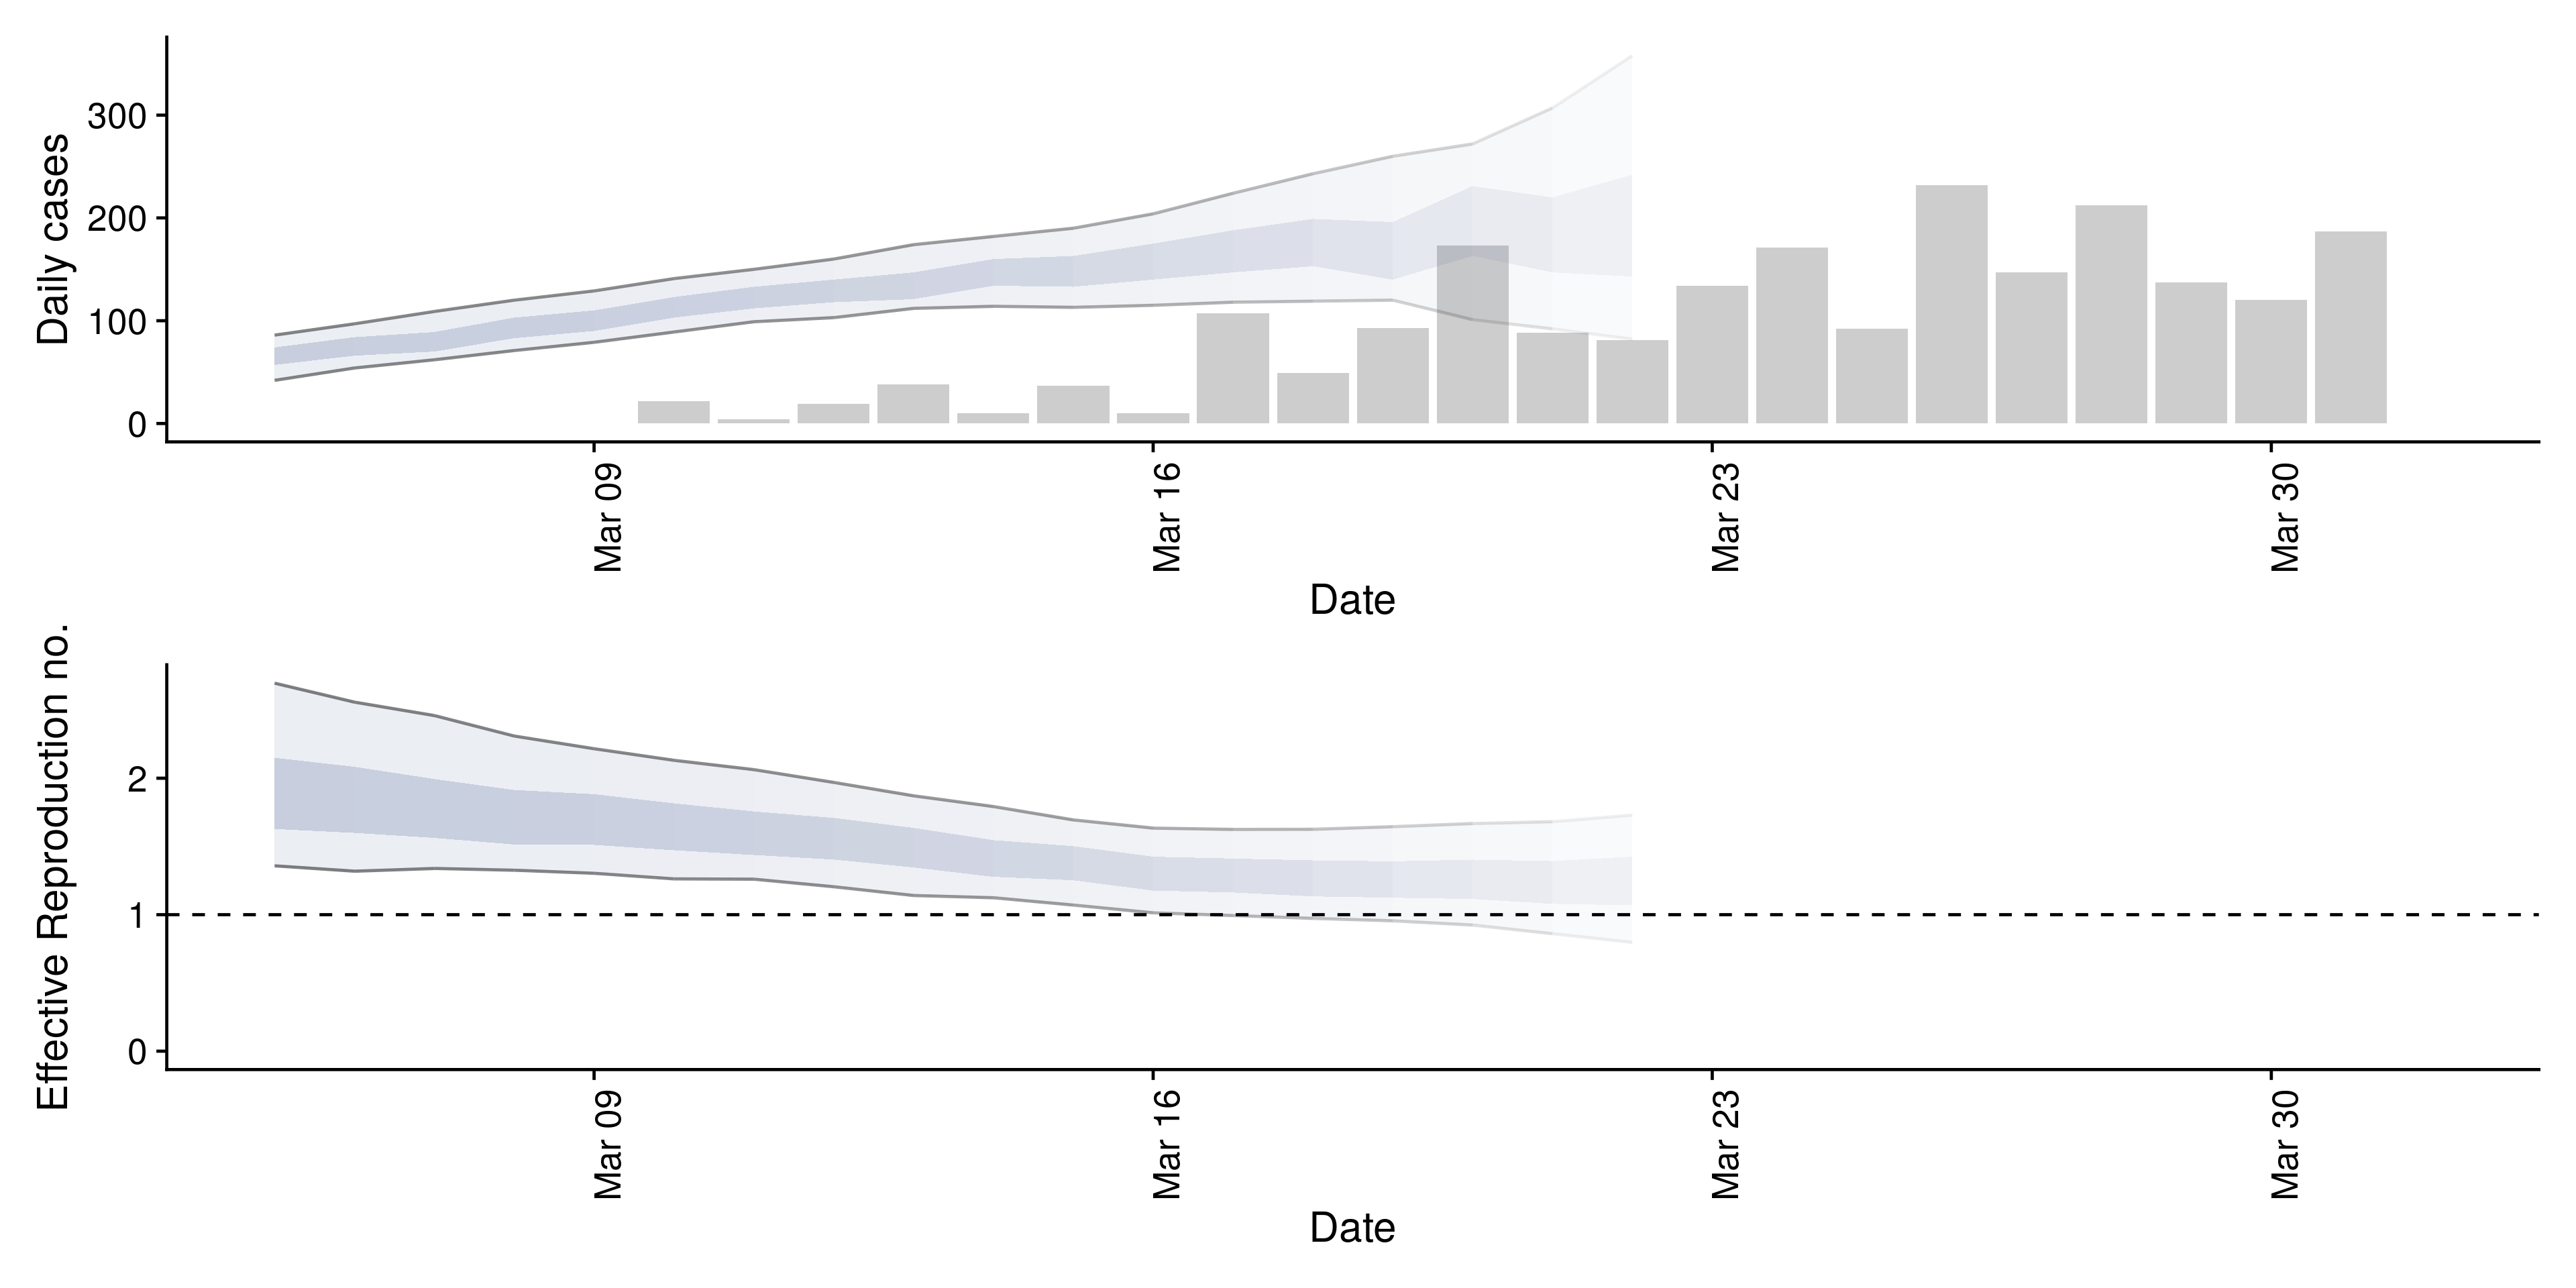 Daily cases
300
200
100
0
Mar 09
Mar 16
Mar 23
Mar 30
Date
Effective Reproduction no.
2
1
0
Mar 09
Mar 16
Mar 23
Mar 30
Date